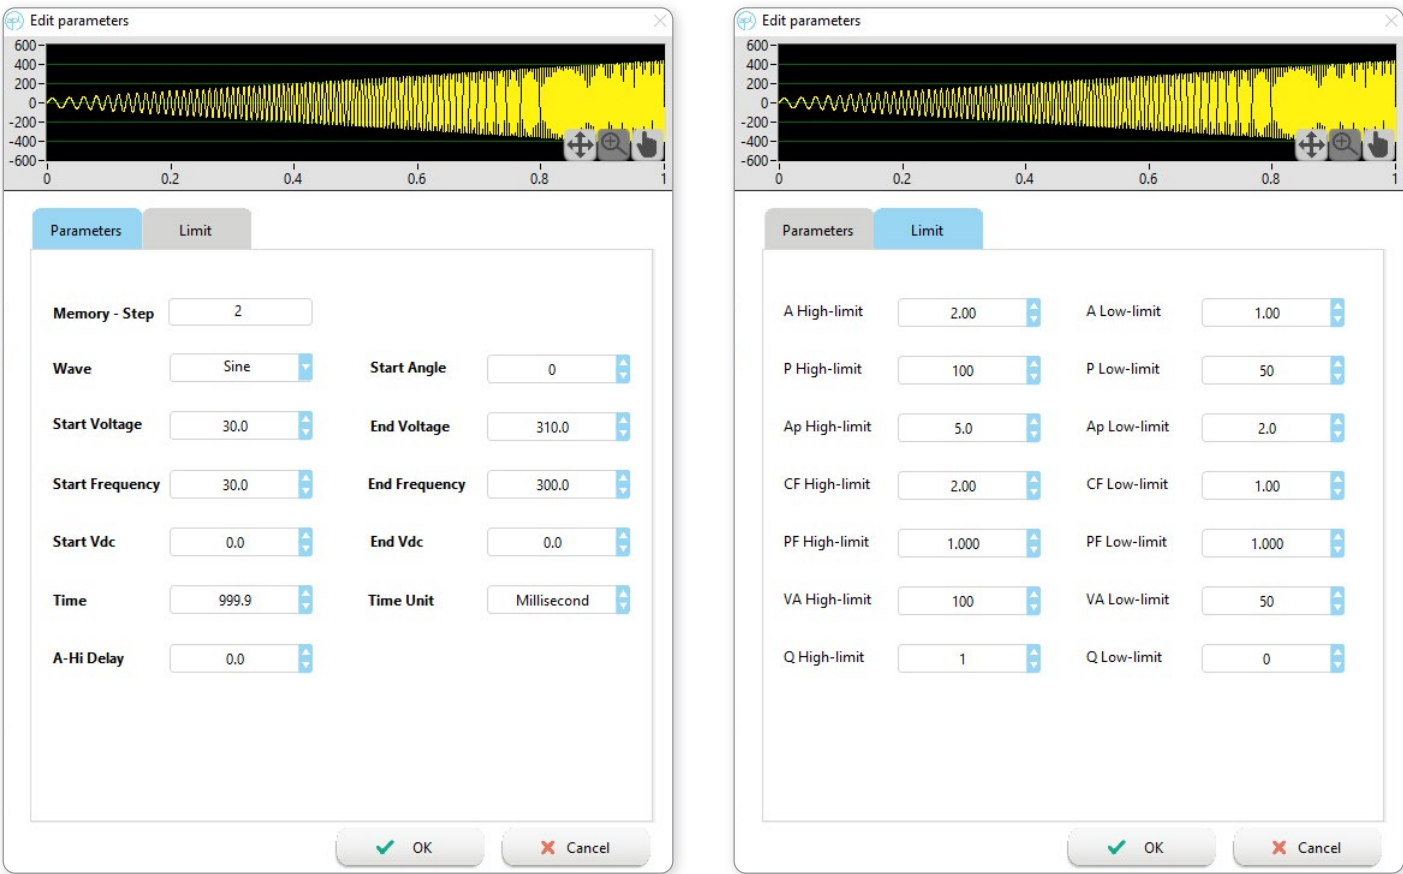 Edit parameters
600
400
200
0
-200
-400
-600
0 0.2 0.4 0.6 0.8 1
Parameters Limit
Memory - Step 2
Wave Sine Start Angle 0
Start Voltage 30.0 End Voltage 310.0
Start Frequency 30.0 End Frequency 300.0
Start Vdc 0.0 End Vdc 0.0
Time 999.9 Time Unit Millisecond
A-Hi Delay 0.0
OK Cancel
Edit parameters
600
400
200
0
-200
-400
-600
0 0.2 0.4 0.6 0.8 1
Parameters Limit
A High-limit 2.00 A Low-limit 1.00
P High-limit 100 P Low-limit 50
Ap High-limit 5.0 Ap Low-limit 2.0
CF High-limit 2.00 CF Low-limit 1.00
PF High-limit 1.000 PF Low-limit 1.000
VA High-limit 100 VA Low-limit 50
Q High-limit 1 Q Low-limit 0
OK Cancel